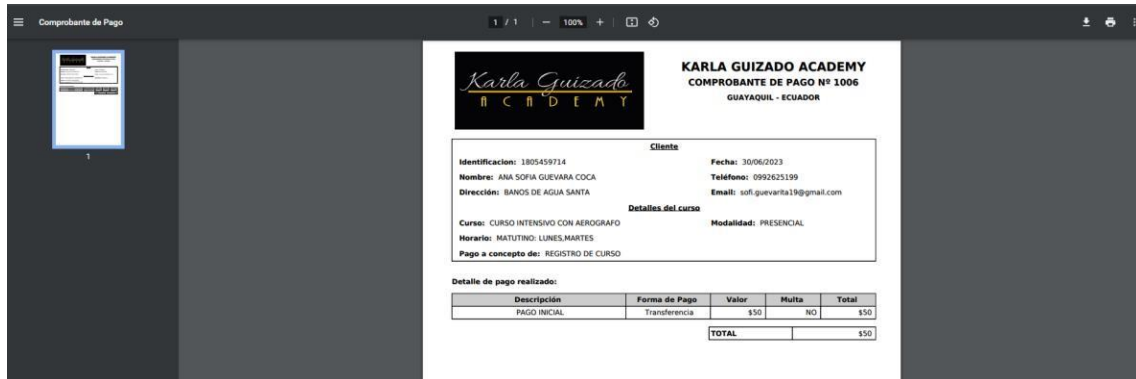 Comprobante de Pago
1 / 1
100%
1
Karla Guizado
ACADEMY
KARLA GUIZADO ACADEMY
COMPROBANTE DE PAGO Nº 1006
GUAYAQUIL - ECUADOR
Cliente
Identificacion: 1805459714
Fecha: 30/06/2023
Nombre: ANA SOFIA GUEVARA COCA
Teléfono: 0992625199
Dirección: BANOS DE AGUA SANTA
Email: sofi.guevarita19@gmail.com
Detalles del curso
Curso: CURSO INTENSIVO CON AEROGRAFO
Modalidad: PRESENCIAL
Horario: MATUTINO: LUNES,MARTES
Pago a concepto de: REGISTRO DE CURSO
Detalle de pago realizado:
Descripción Forma de Pago Valor Multa Total
PAGO INICIAL Transferencia $50 NO $50
TOTAL $50